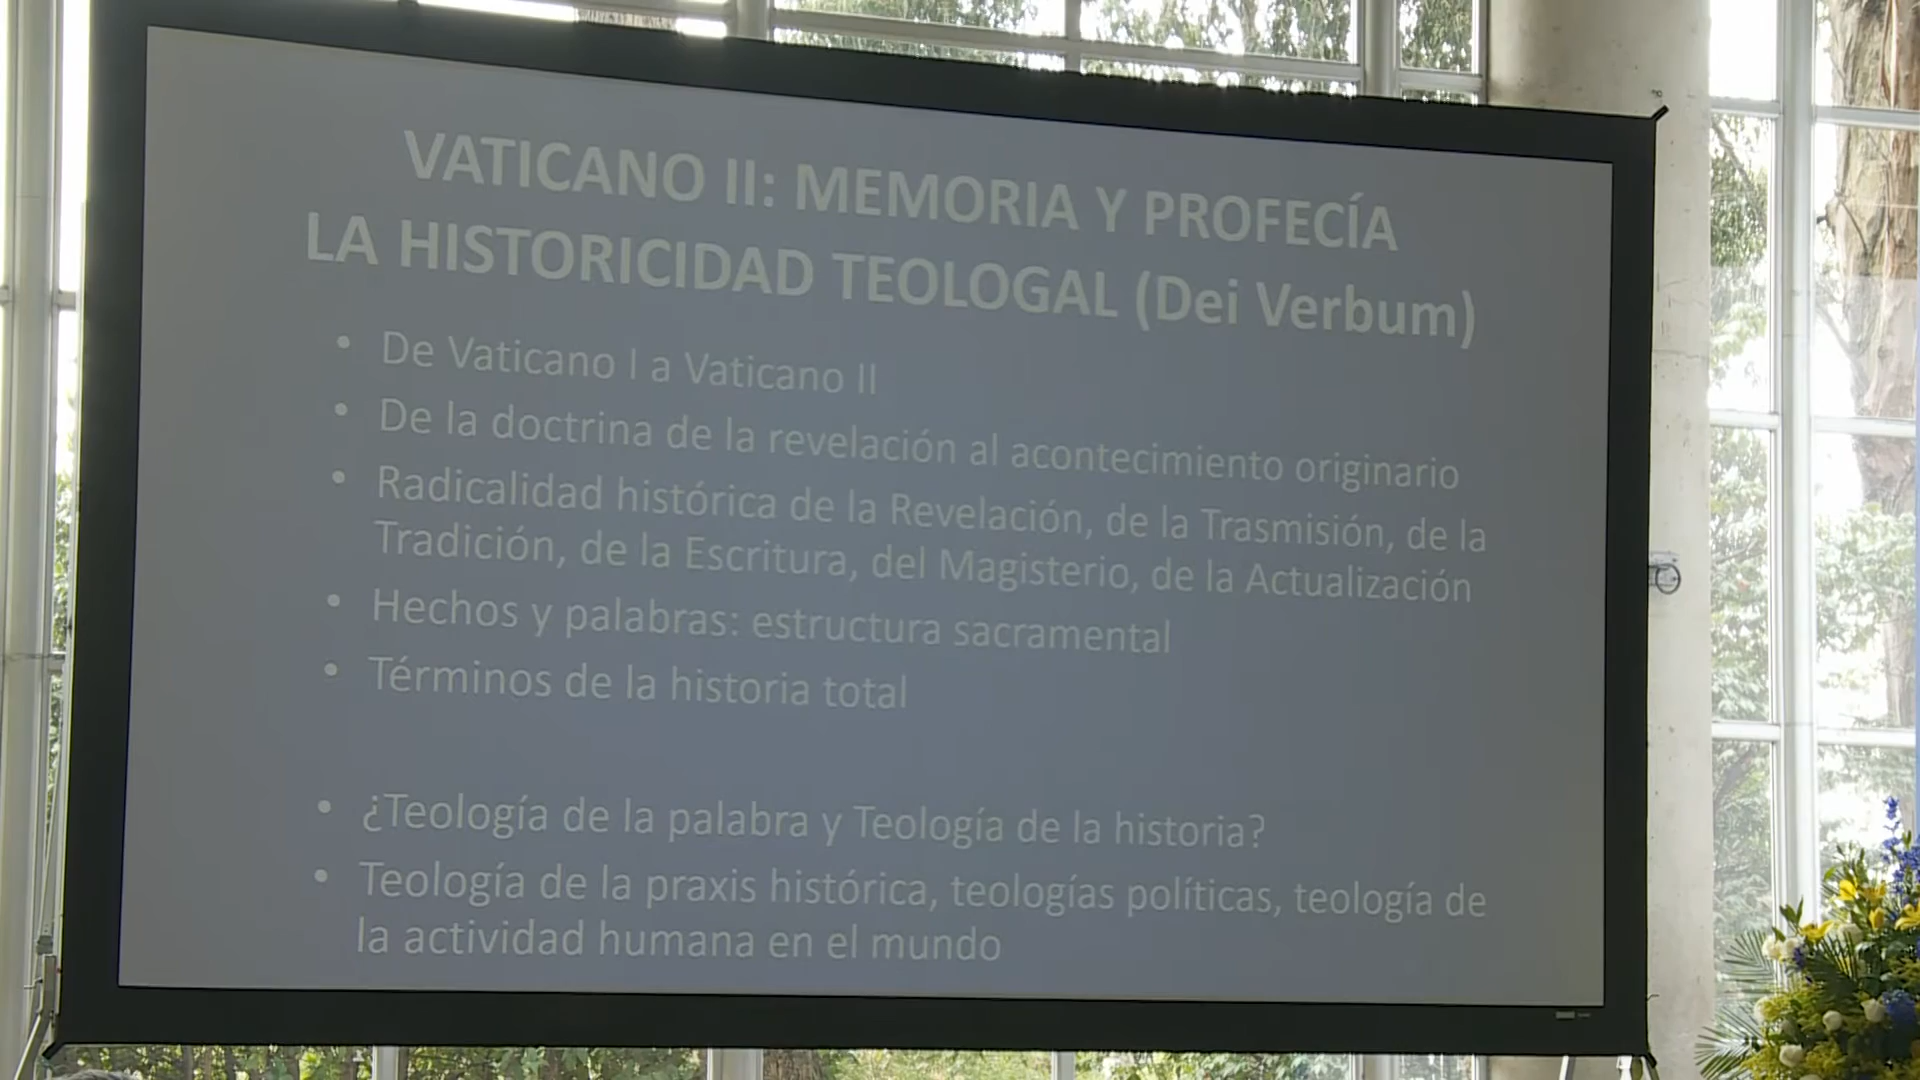 VATICANO II: MEMORIA Y PROFECÍA
LA HISTORICIDAD TEOLOGAL (Dei Verbum)
• De Vaticano I a Vaticano II
• De la doctrina de la revelación al acontecimiento originario
• Radicalidad histórica de la Revelación, de la Trasmisión, de la
Tradición, de la Escritura, del Magisterio, de la Actualización
• Hechos y palabras: estructura sacramental
• Términos de la historia total
• ¿Teología de la palabra y Teología de la historia?
• Teología de la praxis histórica, teologías políticas, teología de
la actividad humana en el mundo